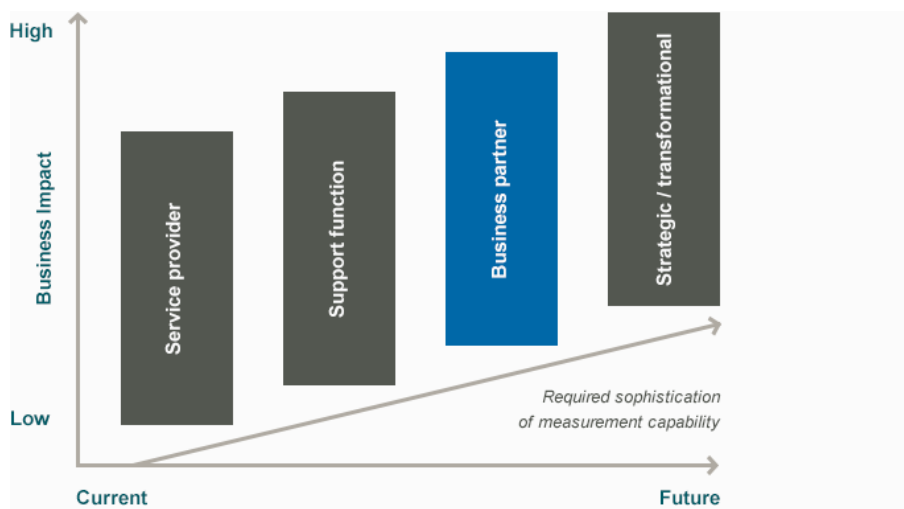 High
Business Impact
Low
Service provider
Support function
Business partner
Strategic / transformational
Required sophistication
of measurement capability
Current
Future